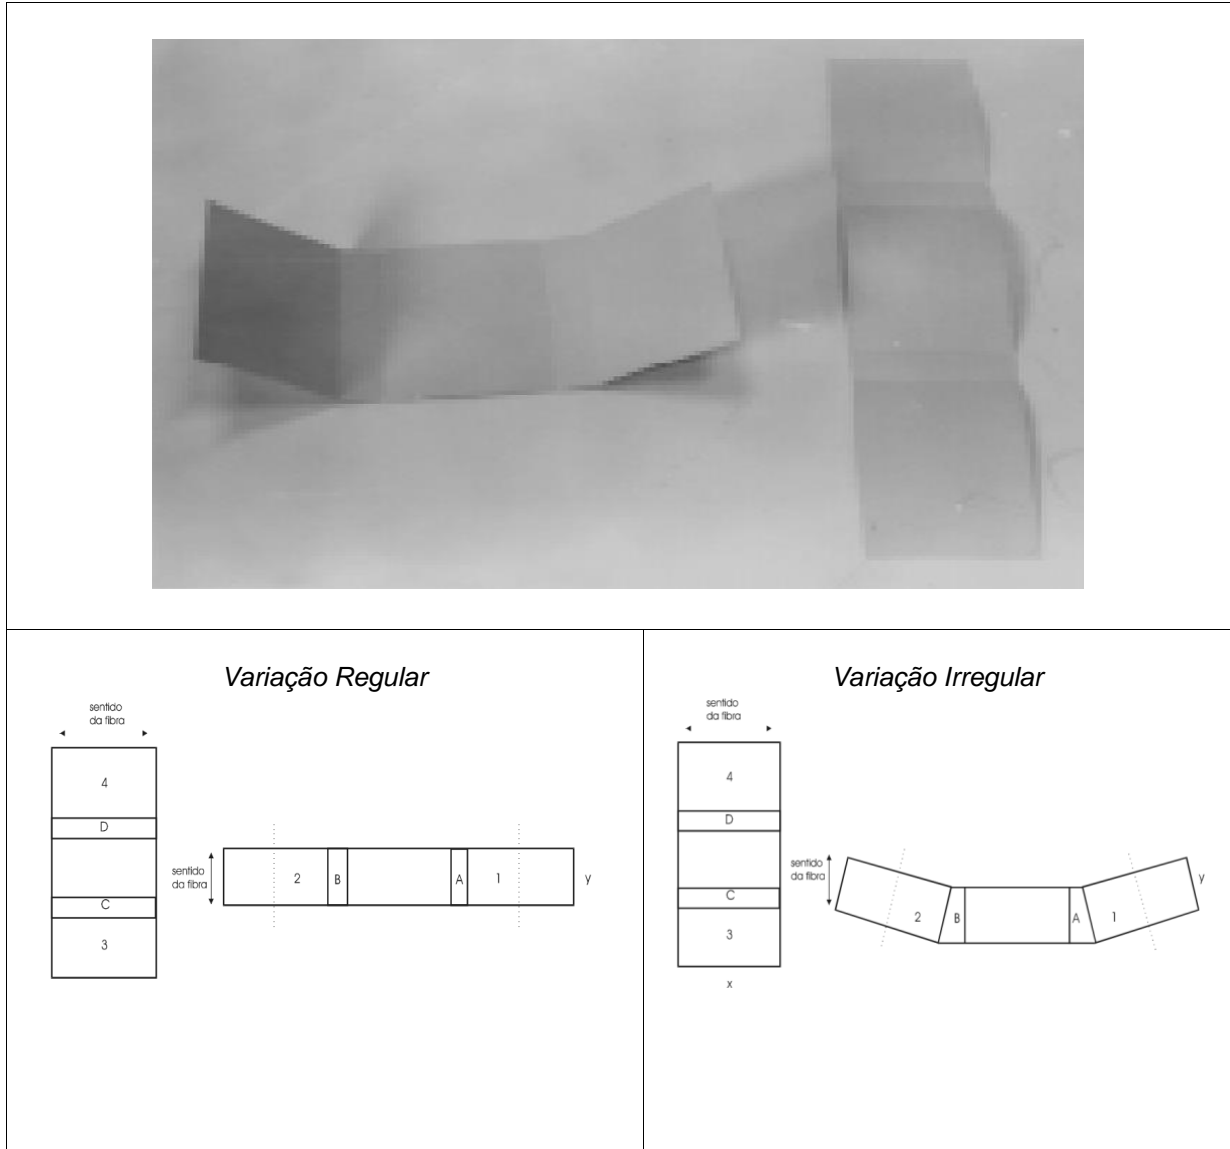 Variação Regular
sentido
da fibra
4
D
C
3
sentido
da fibra
2
B
A
1
y
Variação Irregular
sentido
da fibra
4
D
C
3
x
sentido
da fibra
2
B
A
1
y